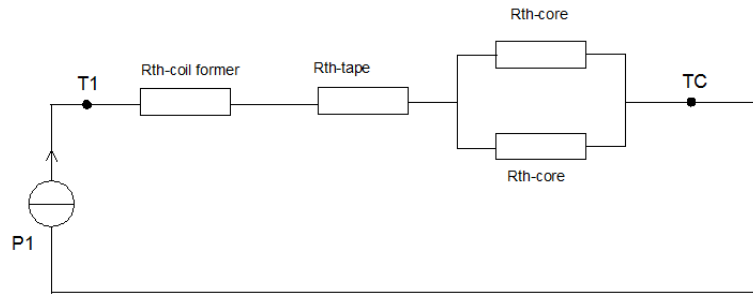 Rth-core
Rth-coil former
Rth-tape
T1
TC
Rth-core
P1